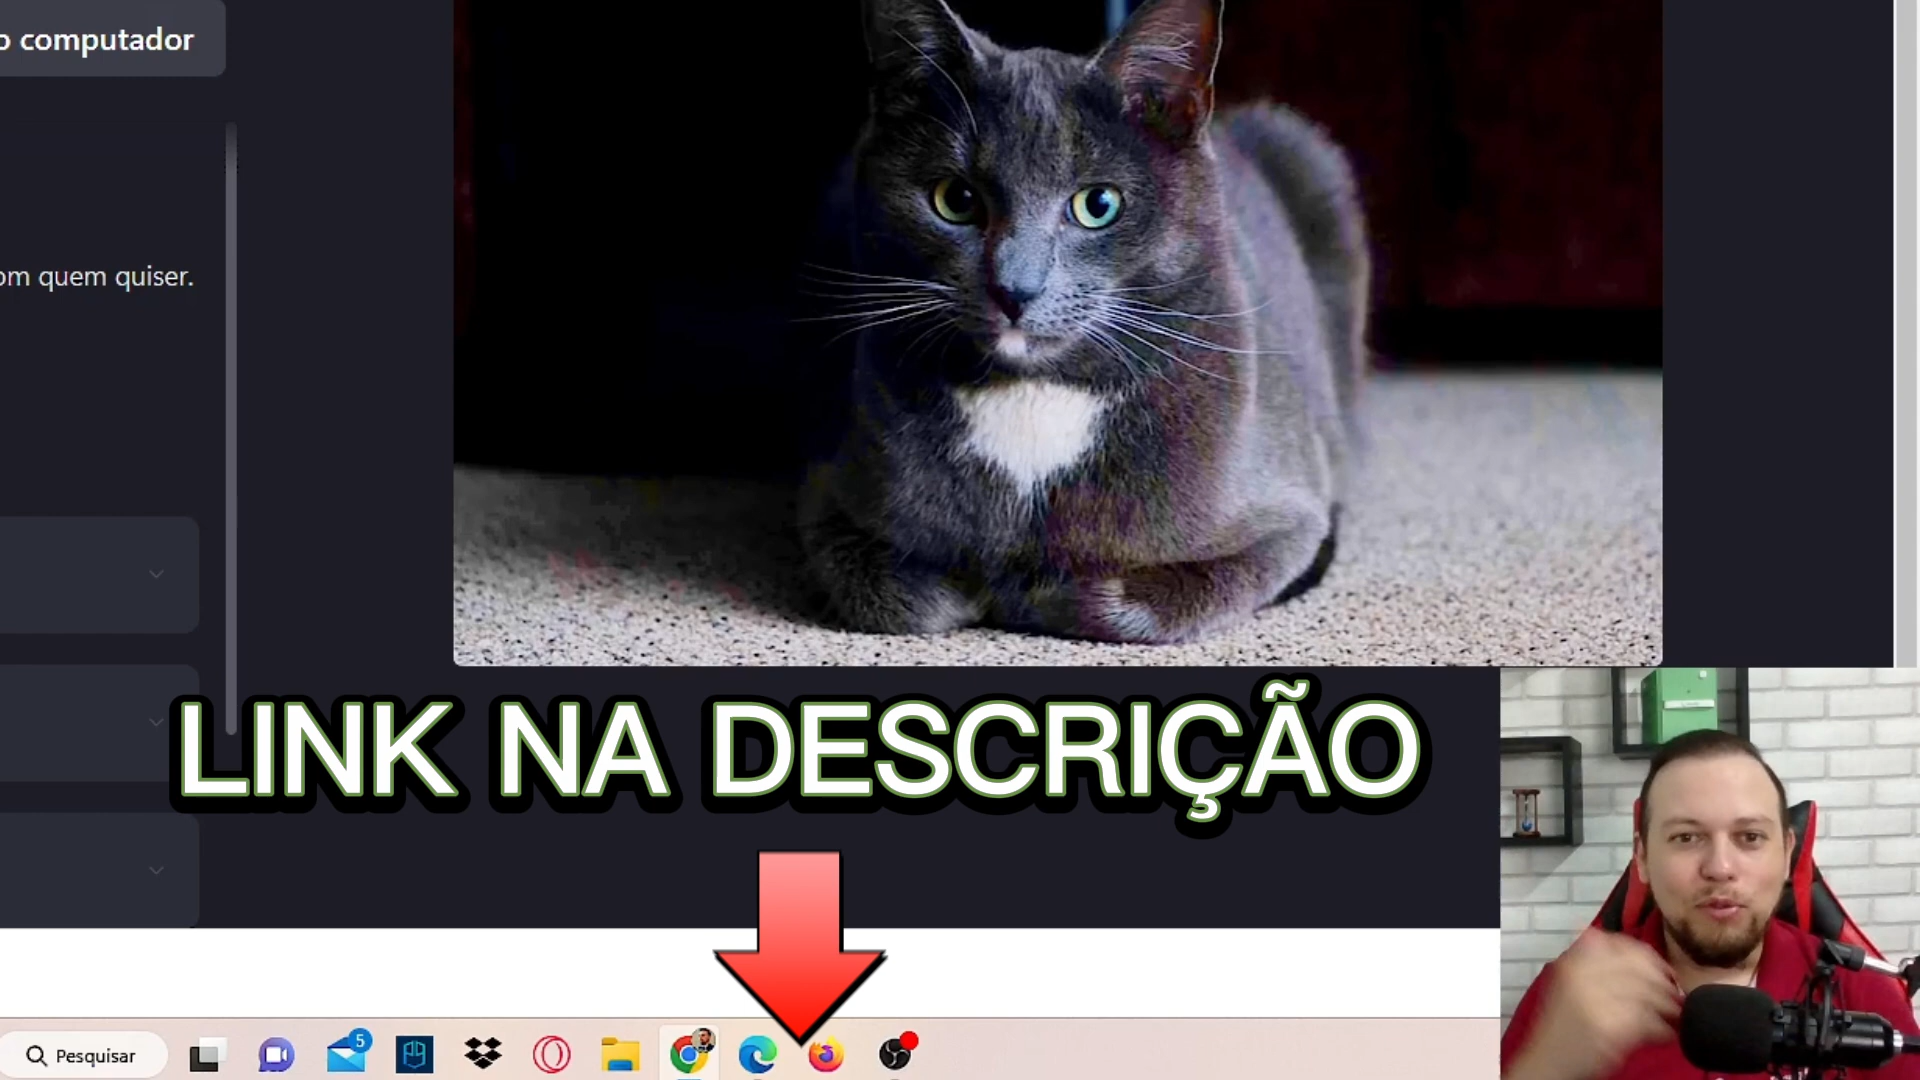 o computador
om quem quiser.
LINK NA DESCRIÇÃO
Pesquisar
5